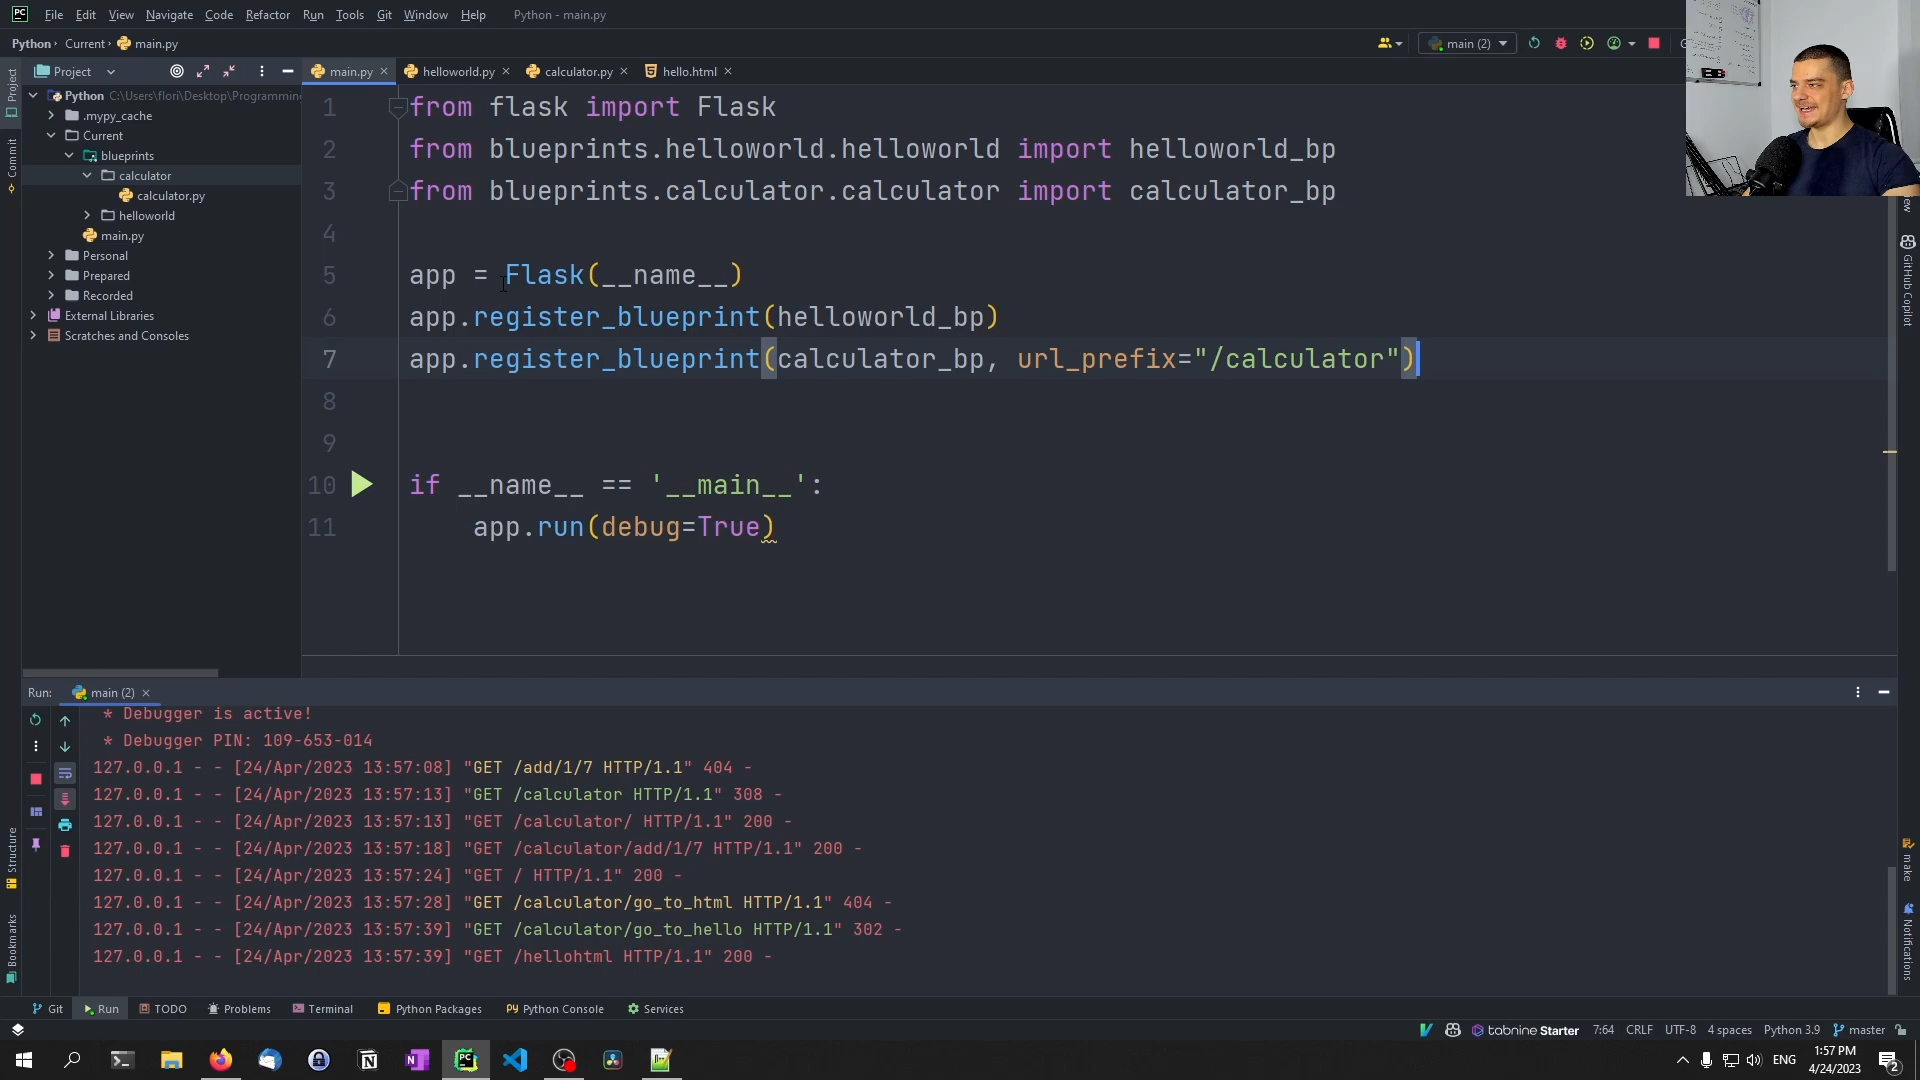 PC File Edit View Navigate Code Refactor Run Tools Git Window Help Python - main.py
Python Current main.py main (2)
Project
main.py helloworld.py calculator.py hello.html
Project
Commit
Python C:\Users\flori\Desktop\Programming
.mypy_cache
Current
blueprints
calculator
calculator.py
helloworld
main.py
Personal
Prepared
Recorded
External Libraries
Scratches and Consoles
1 from flask import Flask
2 from blueprints.helloworld.helloworld import helloworld_bp
3 from blueprints.calculator.calculator import calculator_bp
4
5 app = Flask(__name__)
6 app.register_blueprint(helloworld_bp)
7 app.register_blueprint(calculator_bp, url_prefix="/calculator")
8
9
10 if __name__ == '__main__':
11 app.run(debug=True)
GitHub Copilot
make
Notifications
Run: main (2)
* Debugger is active!
* Debugger PIN: 109-653-014
127.0.0.1 - - [24/Apr/2023 13:57:08] "GET /add/1/7 HTTP/1.1" 404 -
127.0.0.1 - - [24/Apr/2023 13:57:13] "GET /calculator HTTP/1.1" 308 -
127.0.0.1 - - [24/Apr/2023 13:57:13] "GET /calculator/ HTTP/1.1" 200 -
127.0.0.1 - - [24/Apr/2023 13:57:18] "GET /calculator/add/1/7 HTTP/1.1" 200 -
127.0.0.1 - - [24/Apr/2023 13:57:24] "GET / HTTP/1.1" 200 -
127.0.0.1 - - [24/Apr/2023 13:57:28] "GET /calculator/go_to_html HTTP/1.1" 404 -
127.0.0.1 - - [24/Apr/2023 13:57:39] "GET /calculator/go_to_hello HTTP/1.1" 302 -
127.0.0.1 - - [24/Apr/2023 13:57:39] "GET /hellohtml HTTP/1.1" 200 -
Structure
Bookmarks
Git Run TODO Problems Terminal Python Packages Python Console Services
tabnine Starter 7:64 CRLF UTF-8 4 spaces Python 3.9 master
ENG 1:57 PM
4/24/2023 2